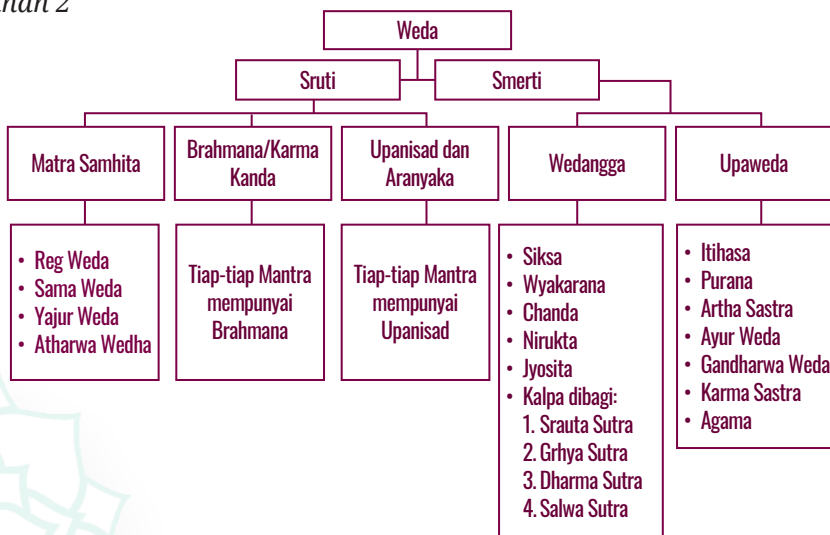 2
Weda
Sruti
Smerti
Matra Samhita
Brahmana/Karma
Kanda
Upanisad dan
Aranyaka
Wedangga
Upaweda
• Reg Weda
• Sama Weda
• Yajur Weda
• Atharwa Wedha
Tiap-tiap Mantra
mempunyai
Brahmana
Tiap-tiap Mantra
mempunyai
Upanisad
• Siksa
• Wyakarana
• Chanda
• Nirukta
• Jyosita
• Kalpa dibagi:
1. Srauta Sutra
2. Grhya Sutra
3. Dharma Sutra
4. Salwa Sutra
• Itihasa
• Purana
• Artha Sastra
• Ayur Weda
• Gandharwa Weda
• Karma Sastra
• Agama